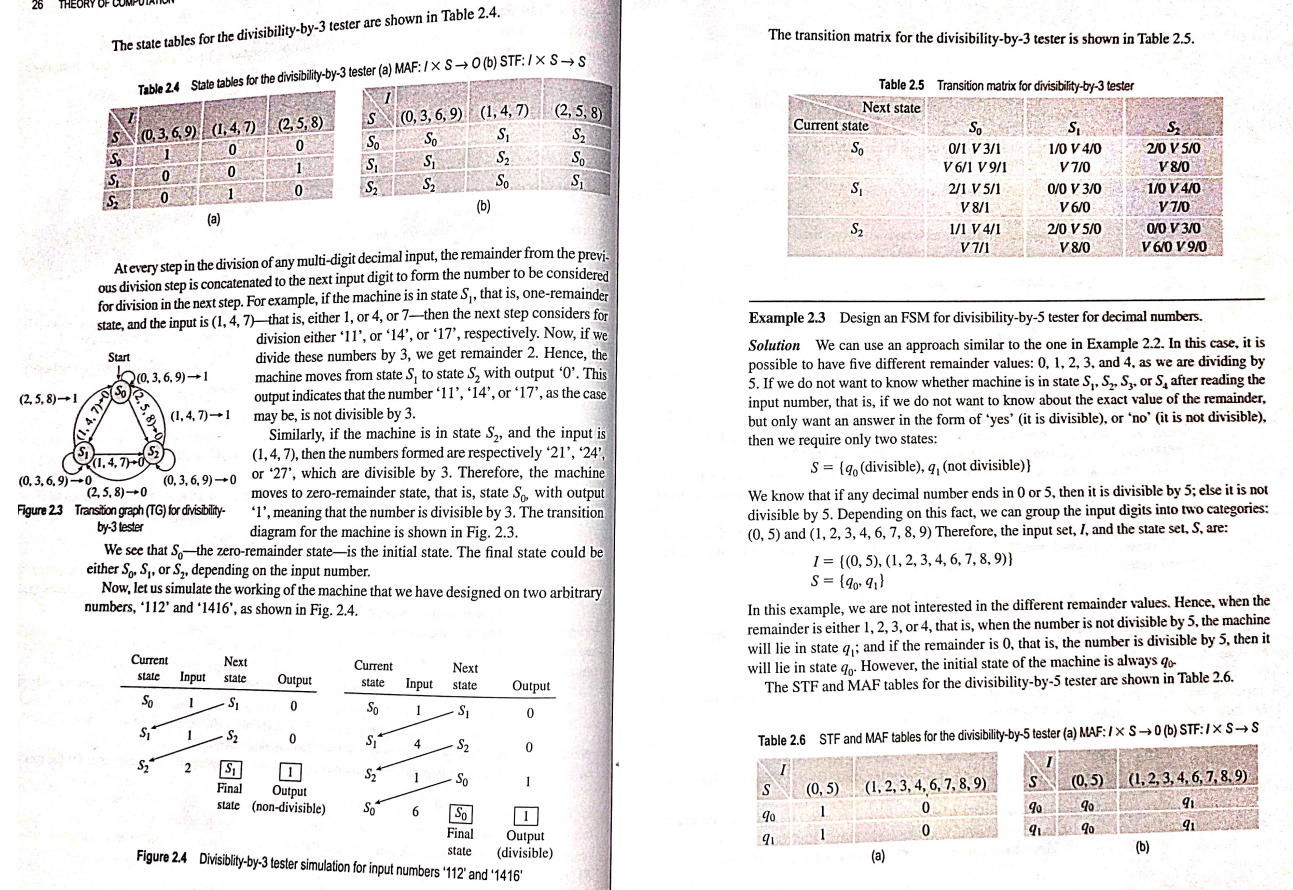 26 THEORY OF COMPUTATION
The state tables for the divisibility-by-3 tester are shown in Table 2.4.
Table 2.4 State tables for the divisibility-by-3 tester (a) MAF: I × S → O (b) STF: I × S → S
I
S (0, 3, 6, 9) (1, 4, 7) (2, 5, 8)
S₀ 1 0 0
S₁ 0 0 1
S₂ 0 1 0
(a)
I
S (0, 3, 6, 9) (1, 4, 7) (2, 5, 8)
S₀ S₀ S₁ S₂
S₁ S₁ S₂ S₀
S₂ S₂ S₀ S₁
(b)
At every step in the division of any multi-digit decimal input, the remainder from the previ-
ous division step is concatenated to the next input digit to form the number to be considered
for division in the next step. For example, if the machine is in state S₁, that is, one-remainder
state, and the input is (1, 4, 7)—that is, either 1, or 4, or 7—then the next step considers for
division either '11', or '14', or '17', respectively. Now, if we
divide these numbers by 3, we get remainder 2. Hence, the
machine moves from state S₁ to state S₂ with output '0'. This
output indicates that the number '11', '14', or '17', as the case
may be, is not divisible by 3.
Similarly, if the machine is in state S₂, and the input is
(1, 4, 7), then the numbers formed are respectively '21', '24',
or '27', which are divisible by 3. Therefore, the machine
moves to zero-remainder state, that is, state S₀, with output
'1', meaning that the number is divisible by 3. The transition
diagram for the machine is shown in Fig. 2.3.
Start
(0, 3, 6, 9)→1
S₀
(2, 5, 8)→1
(1, 4, 7)→0
(2, 5, 8)→0
(1, 4, 7)→1
S₁
S₂
(1, 4, 7)→0
(0, 3, 6, 9)→0
(0, 3, 6, 9)→0
(2, 5, 8)→0
Figure 2.3 Transition graph (TG) for divisibility-
by-3 tester
We see that S₀—the zero-remainder state—is the initial state. The final state could be
either S₀, S₁, or S₂, depending on the input number.
Now, let us simulate the working of the machine that we have designed on two arbitrary
numbers, '112' and '1416', as shown in Fig. 2.4.
Current Next
state Input state Output
S₀ 1 S₁ 0
S₁ 1 S₂ 0
S₂ 2 S₁ 1
Final Output
state (non-divisible)
Current Next
state Input state Output
S₀ 1 S₁ 0
S₁ 4 S₂ 0
S₂ 1 S₀ 1
S₀ 6 S₀ 1
Final Output
state (divisible)
Figure 2.4 Divisiblity-by-3 tester simulation for input numbers '112' and '1416'
The transition matrix for the divisibility-by-3 tester is shown in Table 2.5.
Table 2.5 Transition matrix for divisibility-by-3 tester
Next state
Current state S₀ S₁ S₂
S₀ 0/1 V 3/1 1/0 V 4/0 2/0 V 5/0
V 6/1 V 9/1 V 7/0 V 8/0
S₁ 2/1 V 5/1 0/0 V 3/0 1/0 V 4/0
V 8/1 V 6/0 V 7/0
S₂ 1/1 V 4/1 2/0 V 5/0 0/0 V 3/0
V 7/1 V 8/0 V 6/0 V 9/0
Example 2.3 Design an FSM for divisibility-by-5 tester for decimal numbers.
Solution We can use an approach similar to the one in Example 2.2. In this case, it is
possible to have five different remainder values: 0, 1, 2, 3, and 4, as we are dividing by
5. If we do not want to know whether machine is in state S₁, S₂, S₃, or S₄ after reading the
input number, that is, if we do not want to know about the exact value of the remainder,
but only want an answer in the form of 'yes' (it is divisible), or 'no' (it is not divisible),
then we require only two states:
S = {q₀ (divisible), q₁ (not divisible)}
We know that if any decimal number ends in 0 or 5, then it is divisible by 5; else it is not
divisible by 5. Depending on this fact, we can group the input digits into two categories:
(0, 5) and (1, 2, 3, 4, 6, 7, 8, 9) Therefore, the input set, I, and the state set, S, are:
I = {(0, 5), (1, 2, 3, 4, 6, 7, 8, 9)}
S = {q₀, q₁}
In this example, we are not interested in the different remainder values. Hence, when the
remainder is either 1, 2, 3, or 4, that is, when the number is not divisible by 5, the machine
will lie in state q₁; and if the remainder is 0, that is, the number is divisible by 5, then it
will lie in state q₀. However, the initial state of the machine is always q₀.
The STF and MAF tables for the divisibility-by-5 tester are shown in Table 2.6.
Table 2.6 STF and MAF tables for the divisibility-by-5 tester (a) MAF: I × S → 0 (b) STF: I × S → S
I
S (0, 5) (1, 2, 3, 4, 6, 7, 8, 9)
q₀ 1 0
q₁ 1 0
(a)
I
S (0, 5) (1, 2, 3, 4, 6, 7, 8, 9)
q₀ q₀ q₁
q₁ q₀ q₁
(b)